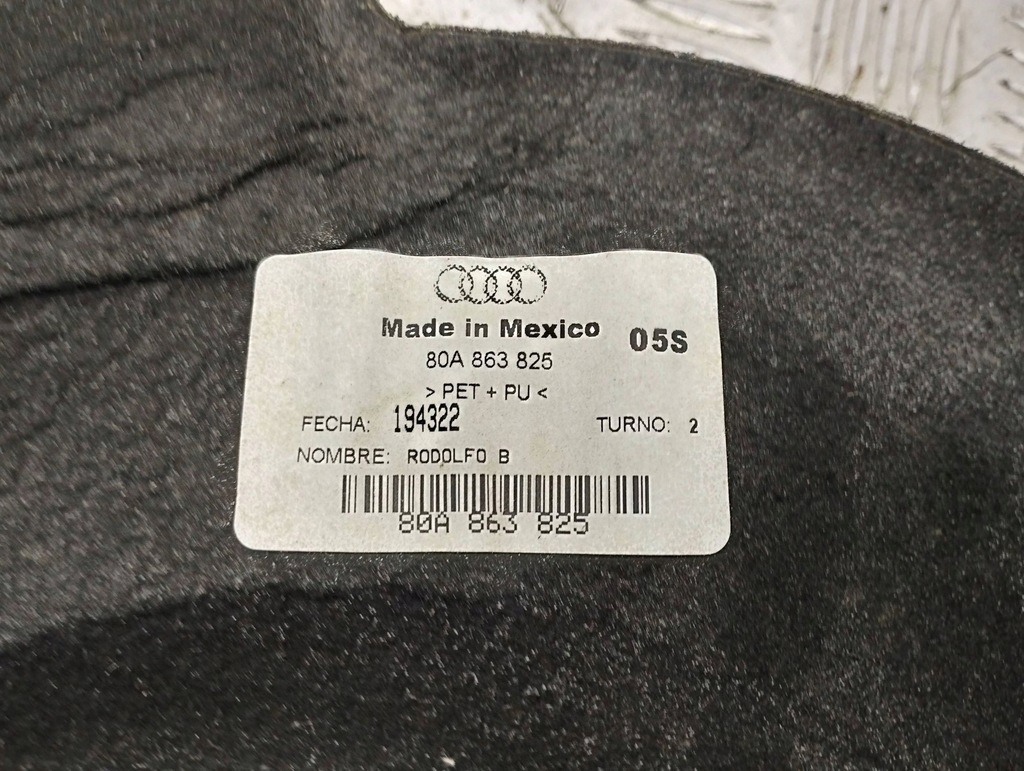 Made in Mexico
05S
80A 863 825
> PET + PU <
FECHA: 194322 TURNO: 2
NOMBRE: RODOLFO B
80A 863 825